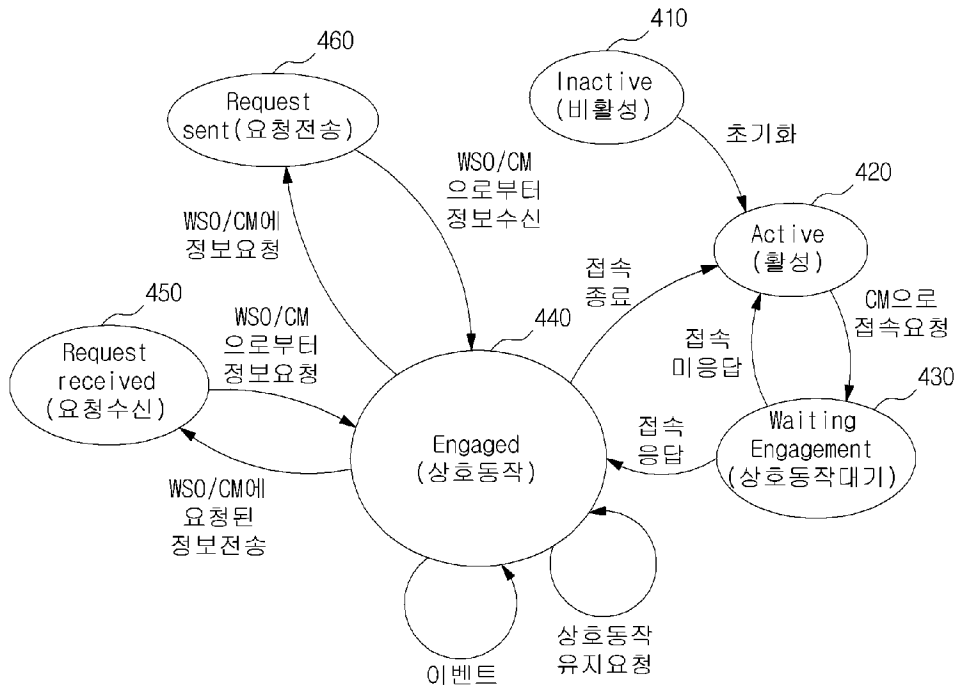 460
Request
sent(요청전송)
410
Inactive
(비활성)
초기화
420
Active
(활성)
WSO/CM
으로부터
정보수신
WSO/CM에
정보요청
접속
종료
CM으로
접속요청
접속
미응답
450
Request
received
(요청수신)
WSO/CM
으로부터
정보요청
440
Engaged
(상호동작)
430
Waiting
Engagement
(상호동작대기)
접속
응답
WSO/CM에
요청된
정보전송
이벤트
상호동작
유지요청